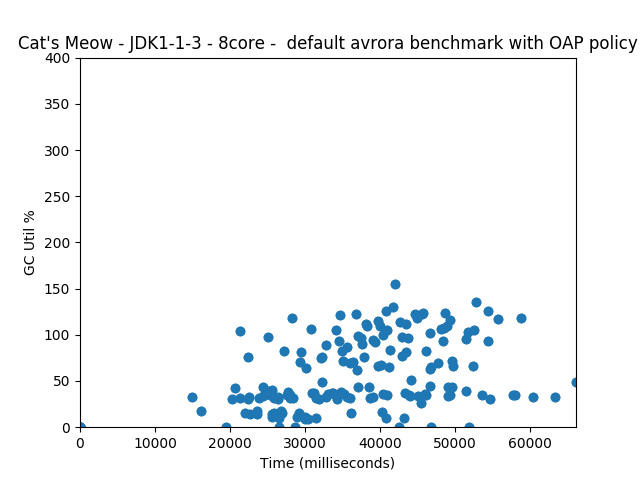 Cat's Meow - JDK1-1-3 - 8core -  default avrora benchmark with OAP policy
400
350
300
250
200
150
100
50
0
GC Util %
0 10000 20000 30000 40000 50000 60000
Time (milliseconds)